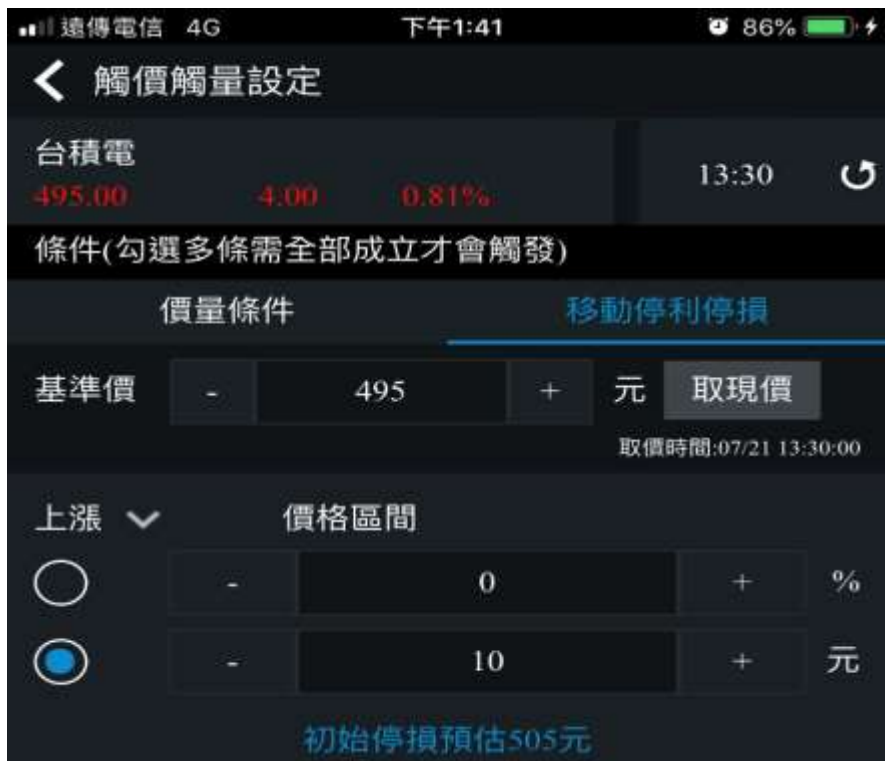 遠傳電信 4G 下午1:41 86%
觸價觸量設定
台積電
13:30
495.00 4.00 0.81%
條件(勾選多條需全部成立才會觸發)
價量條件 移動停利停損
基準價 - 495 + 元 取現價
取價時間:07/21 13:30:00
上漲 價格區間
- 0 + %
- 10 + 元
初始停損預估505元